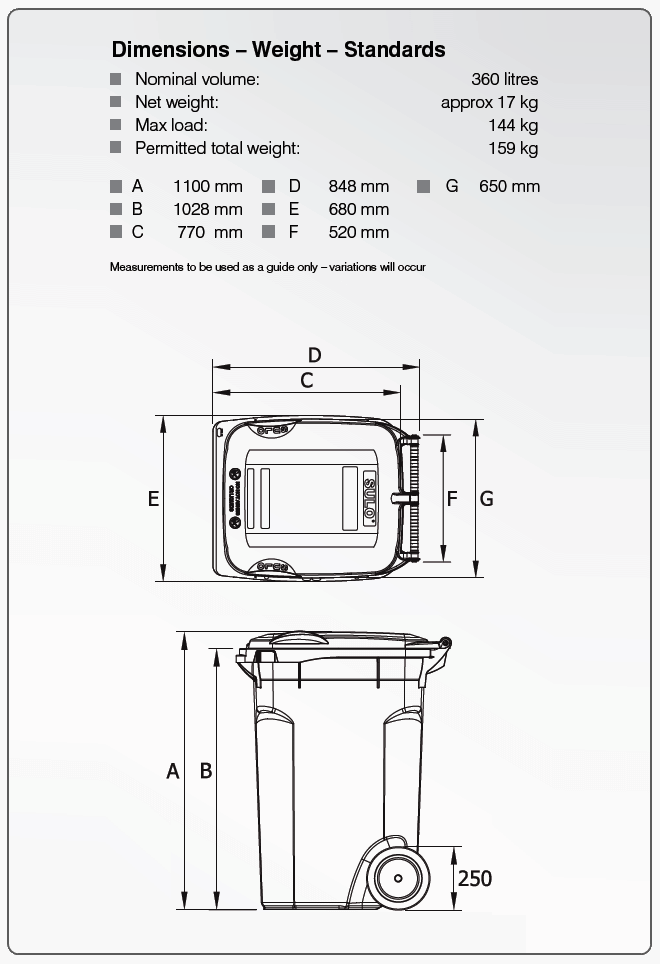 Dimensions – Weight – Standards
Nominal volume: 360 litres
Net weight: approx 17 kg
Max load: 144 kg
Permitted total weight: 159 kg
A 1100 mm D 848 mm G 650 mm
B 1028 mm E 680 mm
C 770 mm F 520 mm
Measurements to be used as a guide only – variations will occur
D
C
E
SULO
F
G
A
B
250